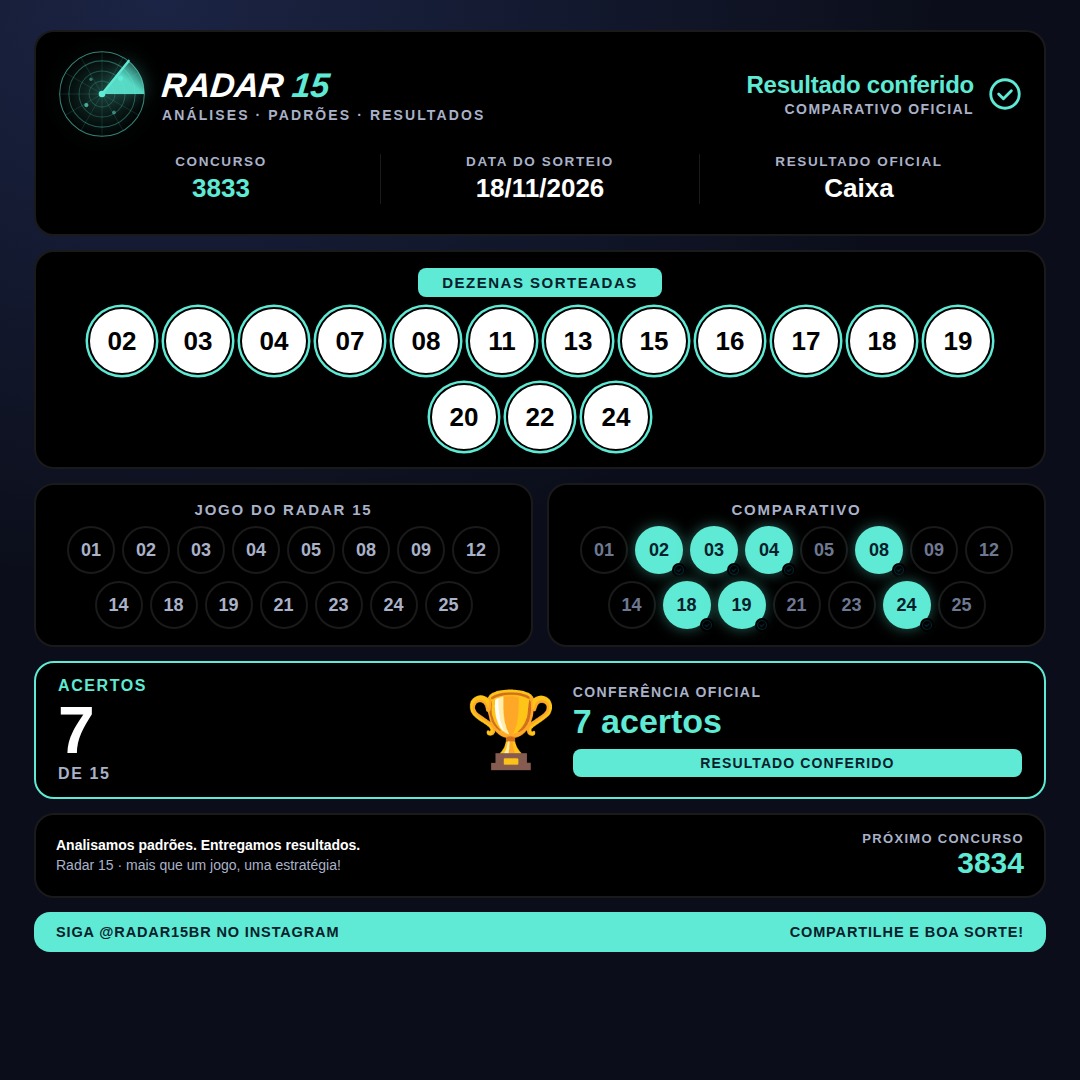 RADAR 15
ANÁLISES · PADRÕES · RESULTADOS
Resultado conferido
COMPARATIVO OFICIAL
CONCURSO
3833
DATA DO SORTEIO
18/11/2026
RESULTADO OFICIAL
Caixa
DEZENAS SORTEADAS
02 03 04 07 08 11 13 15 16 17 18 19
20 22 24
JOGO DO RADAR 15
01 02 03 04 05 08 09 12
14 18 19 21 23 24 25
COMPARATIVO
01 02 03 04 05 08 09 12
14 18 19 21 23 24 25
ACERTOS
7
DE 15
CONFERÊNCIA OFICIAL
7 acertos
RESULTADO CONFERIDO
Analisamos padrões. Entregamos resultados.
Radar 15 · mais que um jogo, uma estratégia!
PRÓXIMO CONCURSO
3834
SIGA @RADAR15BR NO INSTAGRAM
COMPARTILHE E BOA SORTE!